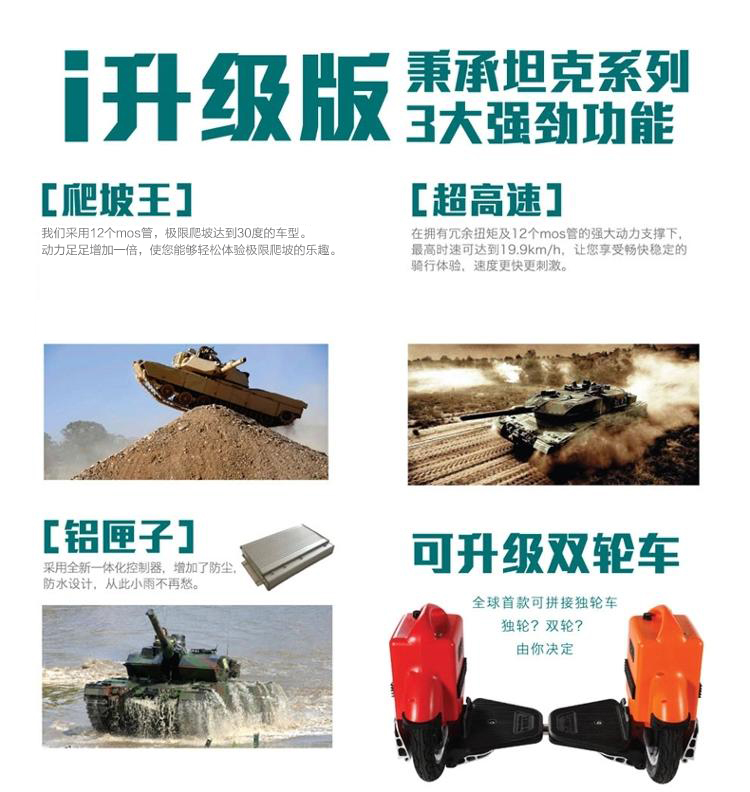 i升级版
秉承坦克系列
3大强劲功能
[爬坡王]
我们采用12个mos管，极限爬坡达到30度的车型。
动力足足增加一倍，使您能够轻松体验极限爬坡的乐趣。
[超高速]
在拥有冗余扭矩及12个mos管的强大动力支撑下，
最高时速可达到19.9km/h，让您享受畅快稳定的
骑行体验，速度更快更刺激。
[铝匣子]
采用全新一体化控制器，增加了防尘，
防水设计，从此小雨不再愁。
可升级双轮车
全球首款可拼接独轮车
独轮？双轮？
由你决定